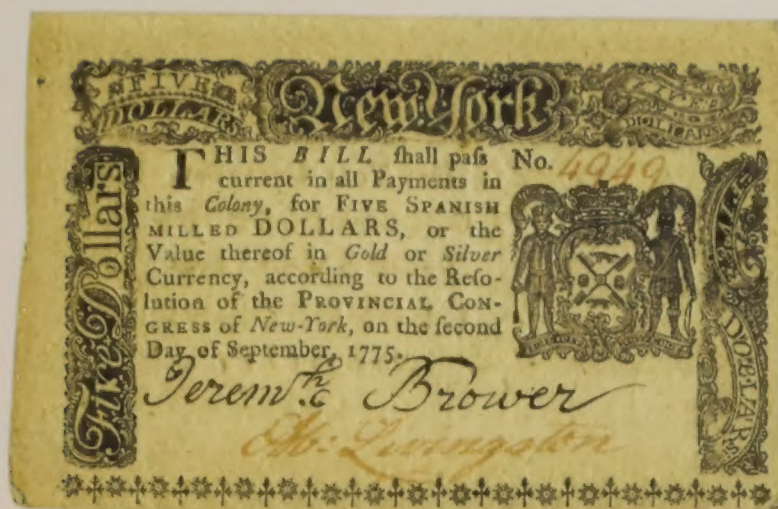 FIVE
DOLLARS
New-York
FIVE
DOLLARS
Five Dollars
THIS BILL ſhall paſs
current in all Payments in
this Colony, for FIVE SPANISH
MILLED DOLLARS, or the
Value thereof in Gold or Silver
Currency, according to the Reſo-
lution of the PROVINCIAL CON-
GRESS of New-York, on the second
Day of September, 1775.
No. 4949
FIVE
DOLLARS
Jeremh. Brower
Livingston